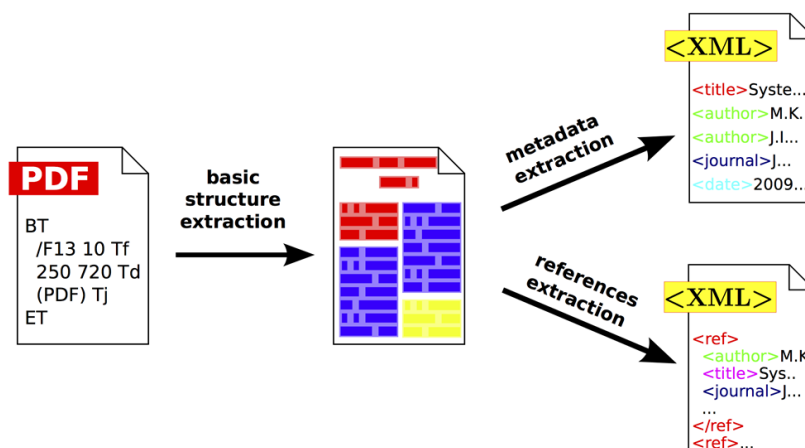 PDF
BT
/F13 10 Tf
250 720 Td
(PDF) Tj
ET
basic
structure
extraction
metadata
extraction
<XML>
<title>Syste...
<author>M.K.
<author>J.I...
<journal>J...
<date>2009...
references
extraction
<XML>
<ref>
<author>M.K
<title>Sys..
<journal>J...
...
</ref>
<ref>...